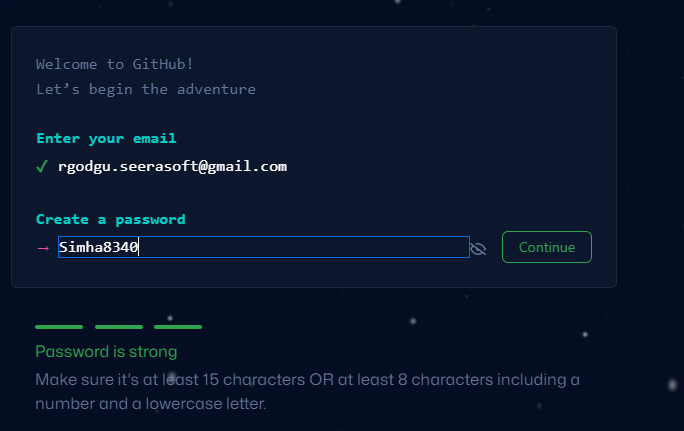 Welcome to GitHub!
Let’s begin the adventure
Enter your email
✓ rgodgu.seerasoft@gmail.com
Create a password
→ Simha8340
Continue
Password is strong
Make sure it's at least 15 characters OR at least 8 characters including a
number and a lowercase letter.